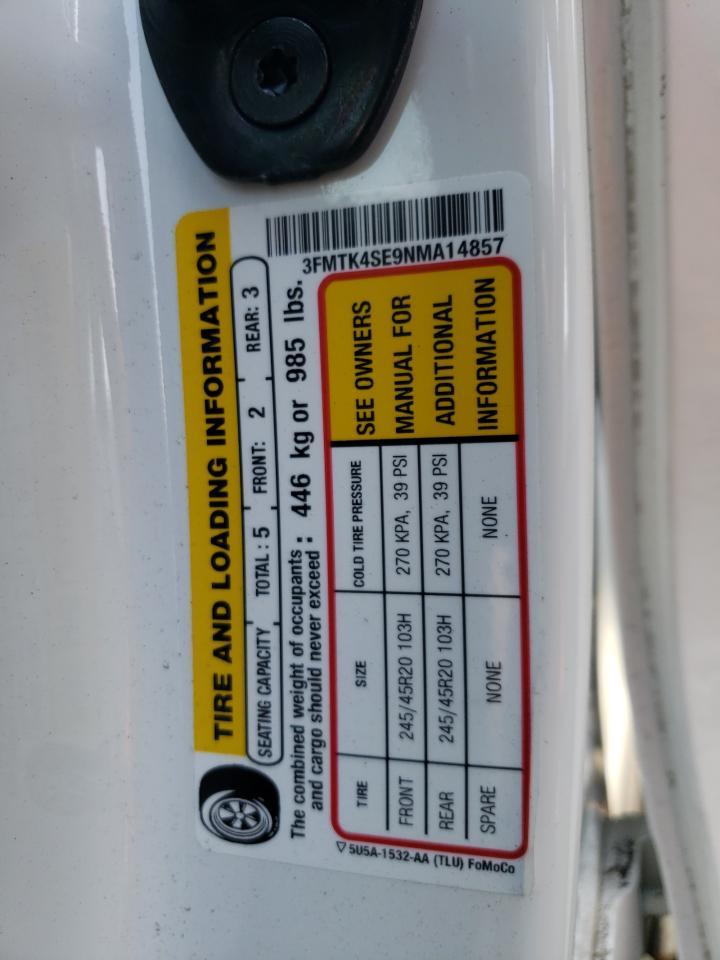 TIRE AND LOADING INFORMATION
SEATING CAPACITY TOTAL: 5 FRONT: 2 REAR: 3
The combined weight of occupants
and cargo should never exceed : 446 kg or 985 lbs.
3FMTK4SE9NMA14857
TIRE SIZE COLD TIRE PRESSURE
FRONT 245/45R20 103H 270 KPA, 39 PSI
REAR 245/45R20 103H 270 KPA, 39 PSI
SPARE NONE NONE
SEE OWNERS
MANUAL FOR
ADDITIONAL
INFORMATION
5U5A-1532-AA (TLU) FoMoCo